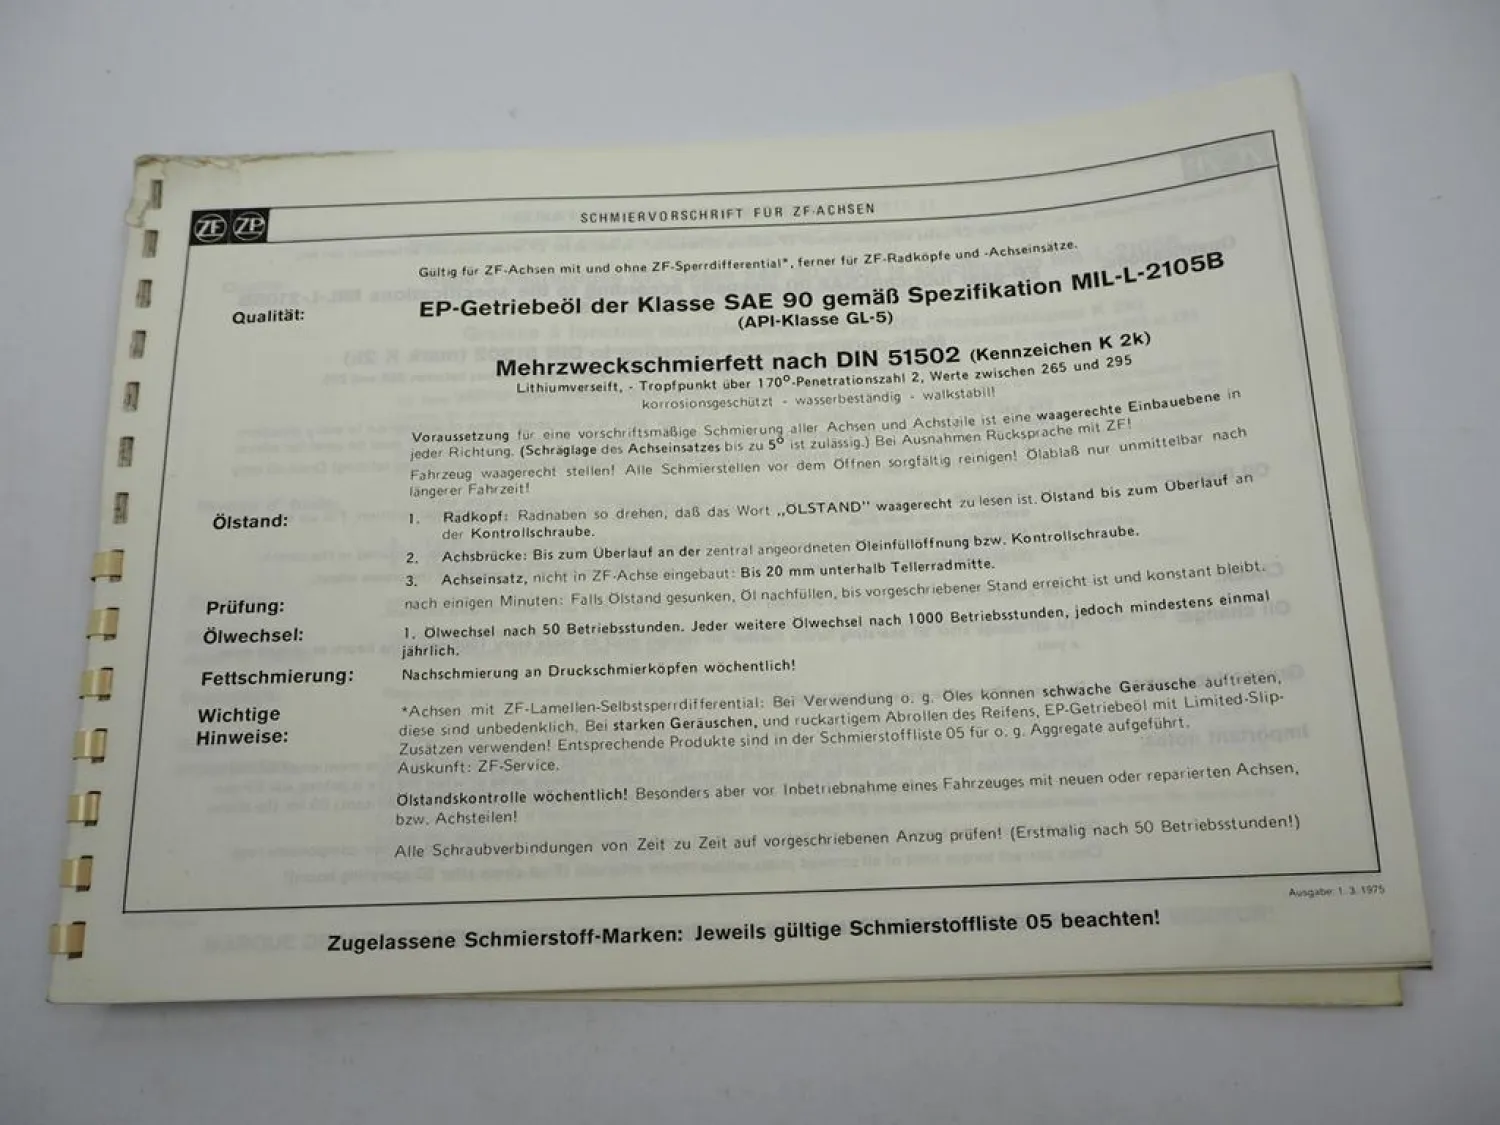 ZF ZP
SCHMIERVORSCHRIFT FÜR ZF-ACHSEN
Gültig für ZF-Achsen mit und ohne ZF-Sperrdifferential*, ferner für ZF-Radköpfe und -Achseinsätze.
Qualität: EP-Getriebeöl der Klasse SAE 90 gemäß Spezifikation MIL-L-2105B
(API-Klasse GL-5)
Mehrzweckschmierfett nach DIN 51502 (Kennzeichen K 2k)
Lithiumverseift, - Tropfpunkt über 170°-Penetrationszahl 2, Werte zwischen 265 und 295
korrosionsgeschützt - wasserbeständig - walkstabil!
Voraussetzung für eine vorschriftsmäßige Schmierung aller Achsen und Achsteile ist eine waagerechte Einbauebene in
jeder Richtung. (Schräglage des Achseinsatzes bis zu 5° ist zulässig.) Bei Ausnahmen Rücksprache mit ZF!
Fahrzeug waagerecht stellen! Alle Schmierstellen vor dem Öffnen sorgfältig reinigen! Ölablaß nur unmittelbar nach
längerer Fahrzeit!
Ölstand: 1. Radkopf: Radnaben so drehen, daß das Wort „ÖLSTAND" waagerecht zu lesen ist. Ölstand bis zum Überlauf an
der Kontrollschraube.
2. Achsbrücke: Bis zum Überlauf an der zentral angeordneten Öleinfüllöffnung bzw. Kontrollschraube.
3. Achseinsatz, nicht in ZF-Achse eingebaut: Bis 20 mm unterhalb Tellerradmitte.
Prüfung: nach einigen Minuten: Falls Ölstand gesunken, Öl nachfüllen, bis vorgeschriebener Stand erreicht ist und konstant bleibt.
Ölwechsel: 1. Ölwechsel nach 50 Betriebsstunden. Jeder weitere Ölwechsel nach 1000 Betriebsstunden, jedoch mindestens einmal
jährlich.
Fettschmierung: Nachschmierung an Druckschmierköpfen wöchentlich!
Wichtige
Hinweise:
*Achsen mit ZF-Lamellen-Selbstsperrdifferential: Bei Verwendung o. g. Öles können schwache Geräusche auftreten,
diese sind unbedenklich. Bei starken Geräuschen, und ruckartigem Abrollen des Reifens, EP-Getriebeöl mit Limited-Slip-
Zusätzen verwenden! Entsprechende Produkte sind in der Schmierstoffliste 05 für o. g. Aggregate aufgeführt.
Auskunft: ZF-Service.
Ölstandskontrolle wöchentlich! Besonders aber vor Inbetriebnahme eines Fahrzeuges mit neuen oder reparierten Achsen,
bzw. Achsteilen!
Alle Schraubverbindungen von Zeit zu Zeit auf vorgeschriebenen Anzug prüfen! (Erstmalig nach 50 Betriebsstunden!)
Ausgabe: 1. 3. 1975
Zugelassene Schmierstoff-Marken: Jeweils gültige Schmierstoffliste 05 beachten!